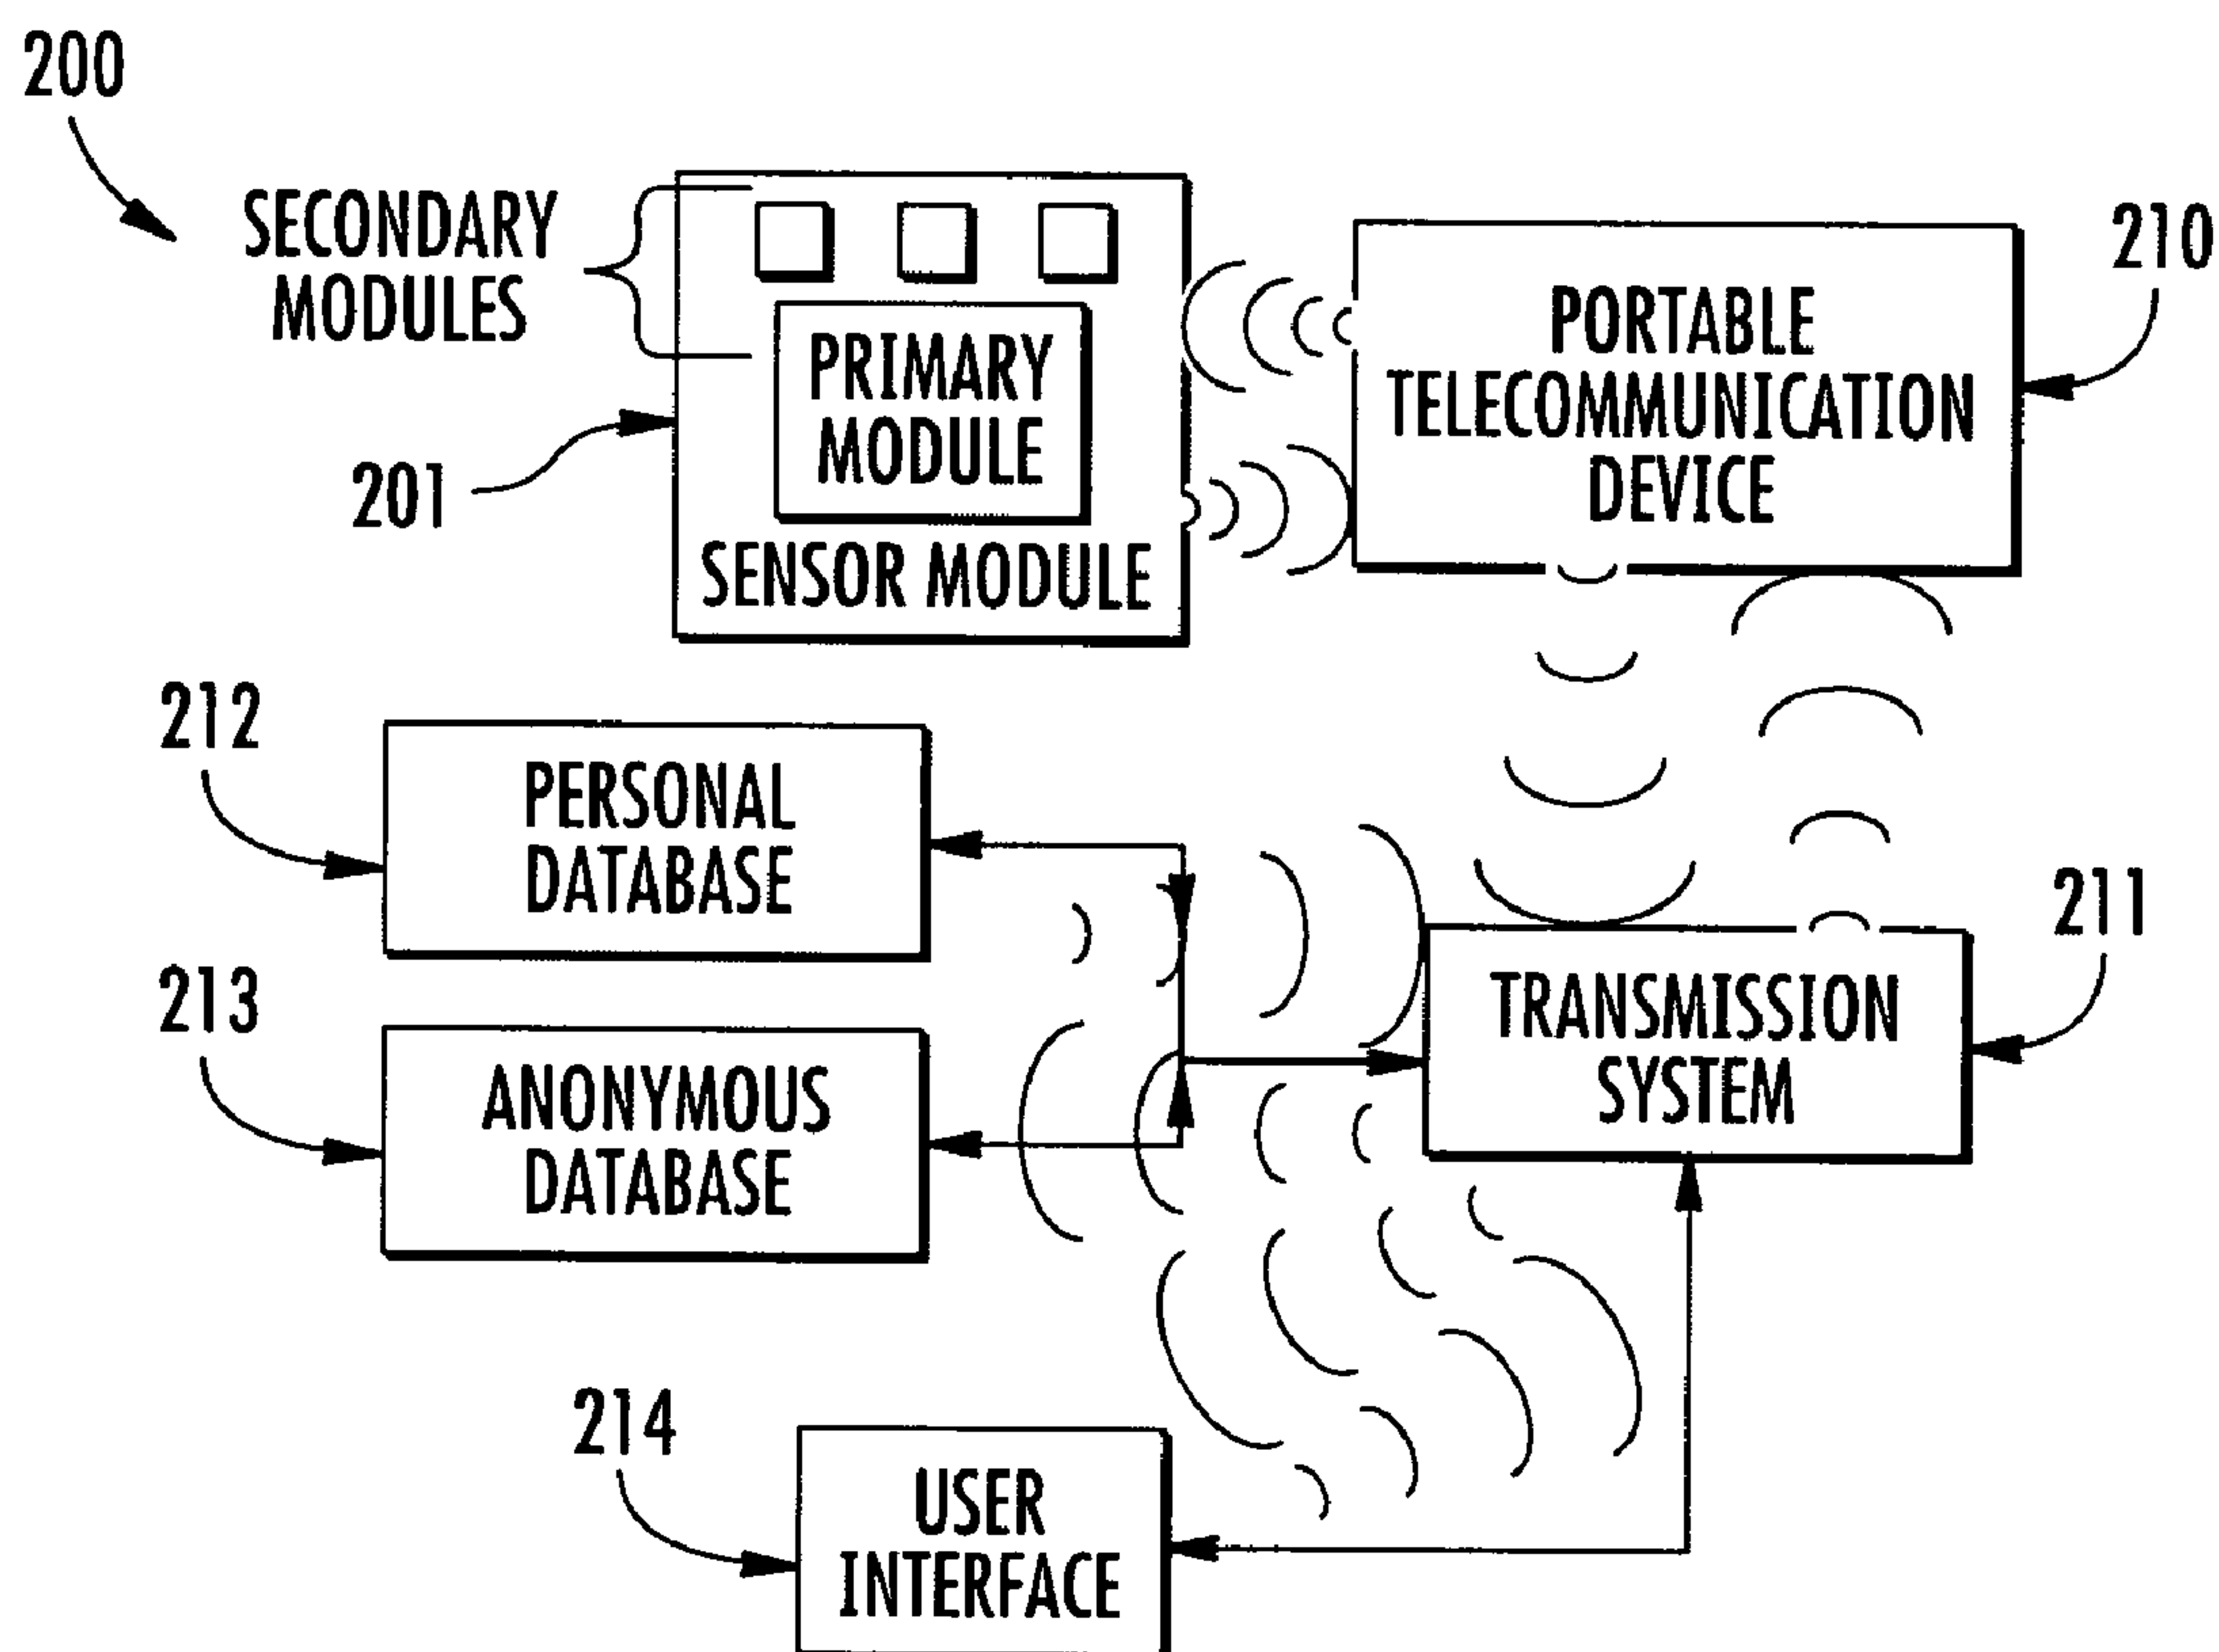 200
SECONDARY
MODULES
PRIMARY
MODULE
SENSOR MODULE
201
PORTABLE
TELECOMMUNICATION
DEVICE
210
212
PERSONAL
DATABASE
213
ANONYMOUS
DATABASE
TRANSMISSION
SYSTEM
211
214
USER
INTERFACE